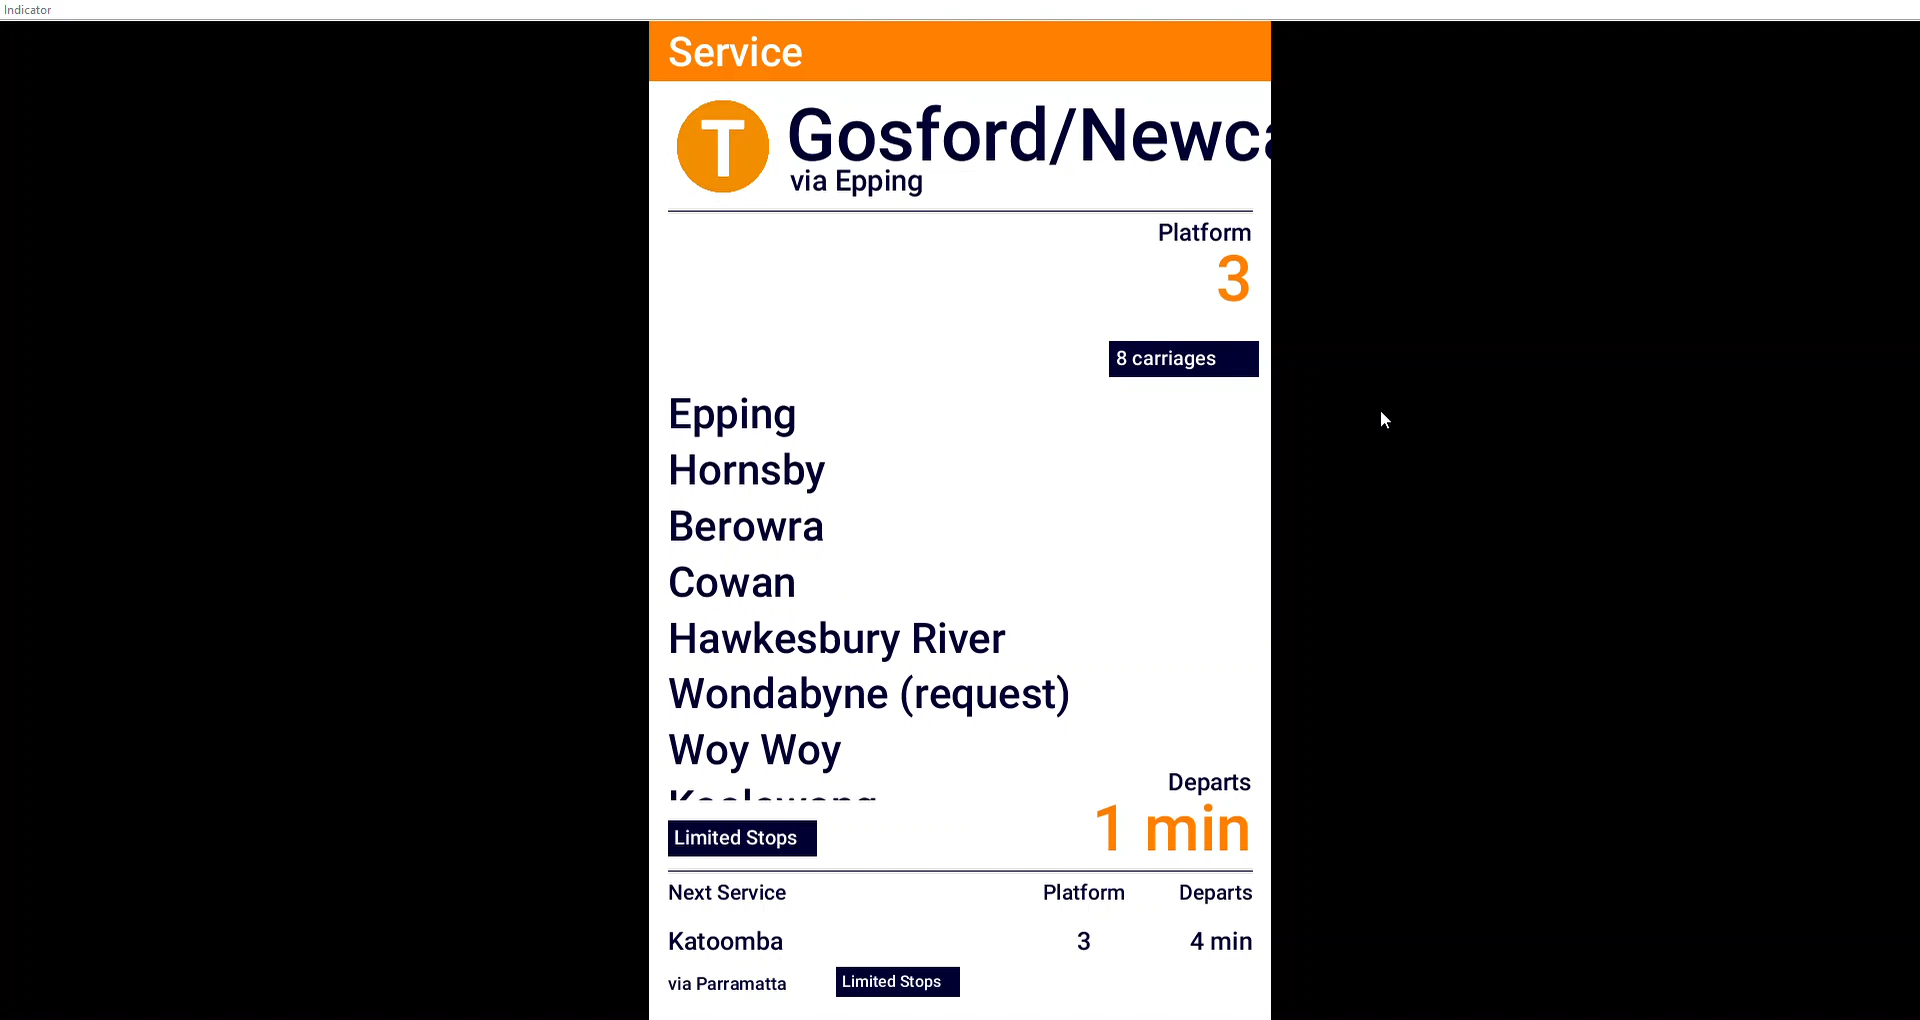 Indicator
Service
T
Gosford/Newca
via Epping
Platform
3
8 carriages
Epping
Hornsby
Berowra
Cowan
Hawkesbury River
Wondabyne (request)
Woy Woy
Departs
1 min
Limited Stops
Next Service Platform Departs
Katoomba 3 4 min
via Parramatta Limited Stops